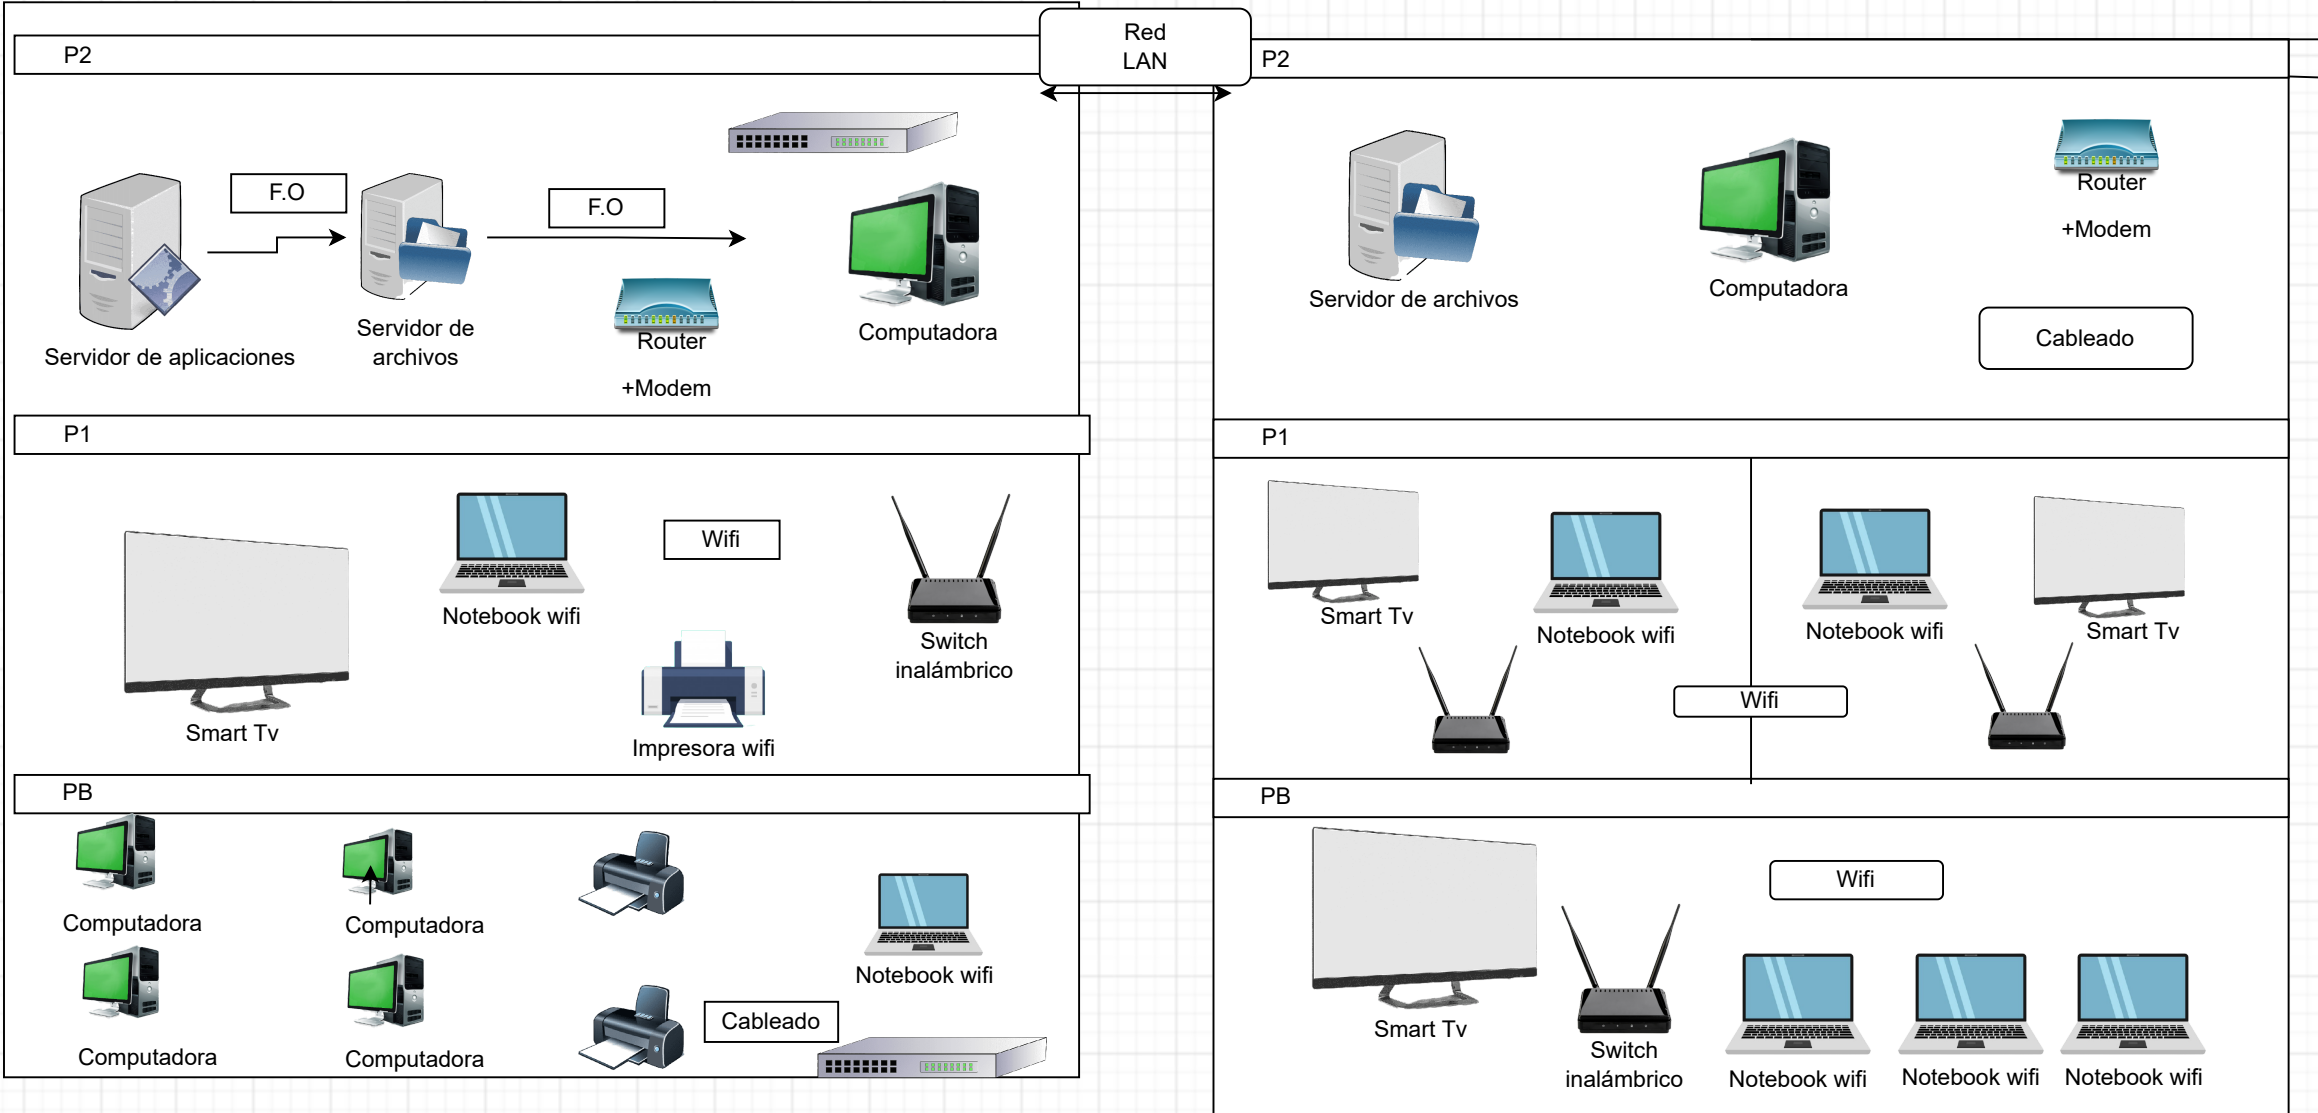 Red
LAN
P2
F.O
F.O
Servidor de aplicaciones
Servidor de
archivos
Router
+Modem
Computadora
P1
Notebook wifi
Wifi
Switch
inalámbrico
Smart Tv
Impresora wifi
PB
Computadora
Computadora
Notebook wifi
Computadora
Computadora
Cableado
P2
Servidor de archivos
Computadora
Router
+Modem
Cableado
P1
Smart Tv
Notebook wifi
Notebook wifi
Smart Tv
Wifi
PB
Wifi
Smart Tv
Switch
inalámbrico
Notebook wifi
Notebook wifi
Notebook wifi